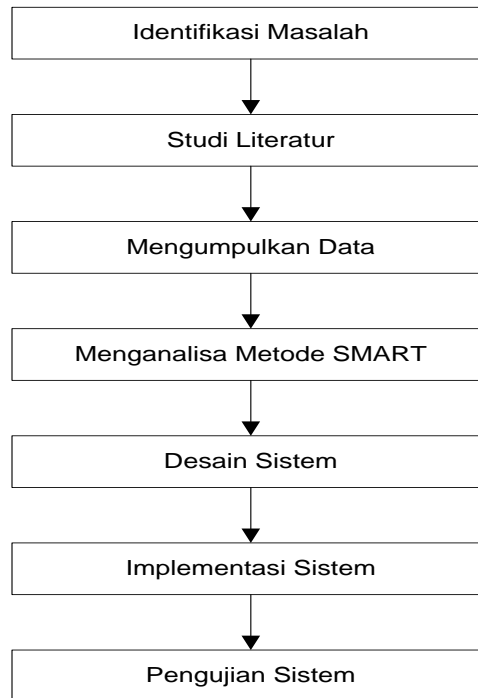 Identifikasi Masalah
Studi Literatur
Mengumpulkan Data
Menganalisa Metode SMART
Desain Sistem
Implementasi Sistem
Pengujian Sistem